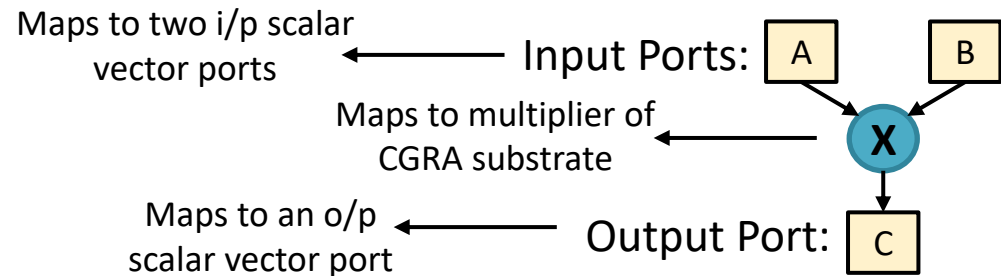 Maps to two i/p scalar
vector ports
Input Ports:
A
B
Maps to multiplier of
CGRA substrate
X
Maps to an o/p
scalar vector port
Output Port:
C